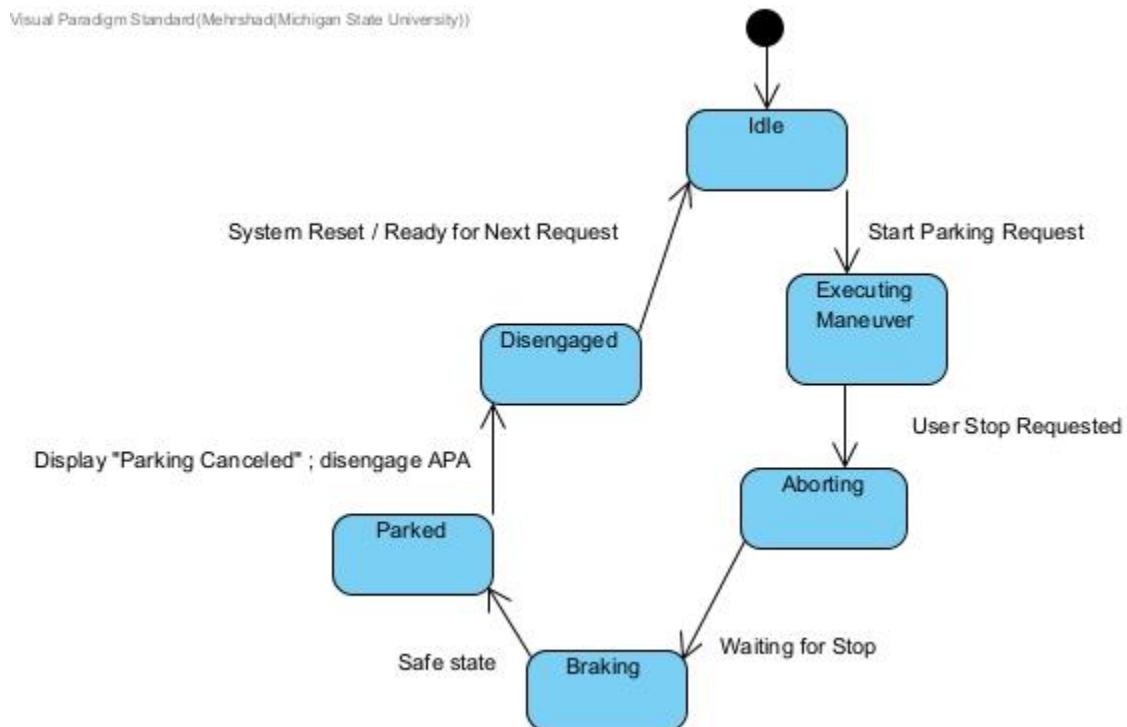 Visual Paradigm Standard(Mehrshad(Michigan State University))
Idle
System Reset / Ready for Next Request
Start Parking Request
Executing
Maneuver
Disengaged
User Stop Requested
Display "Parking Canceled" ; disengage APA
Aborting
Parked
Waiting for Stop
Safe state
Braking